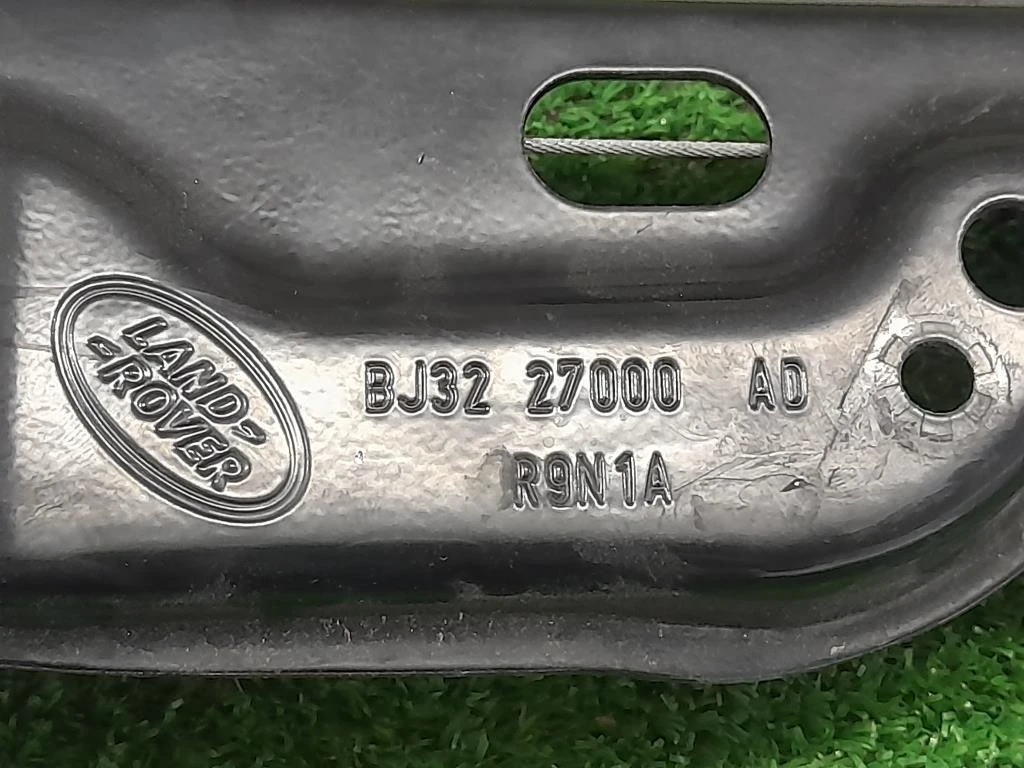 LAND
ROVER
BJ32 27000 AD
R9N1A